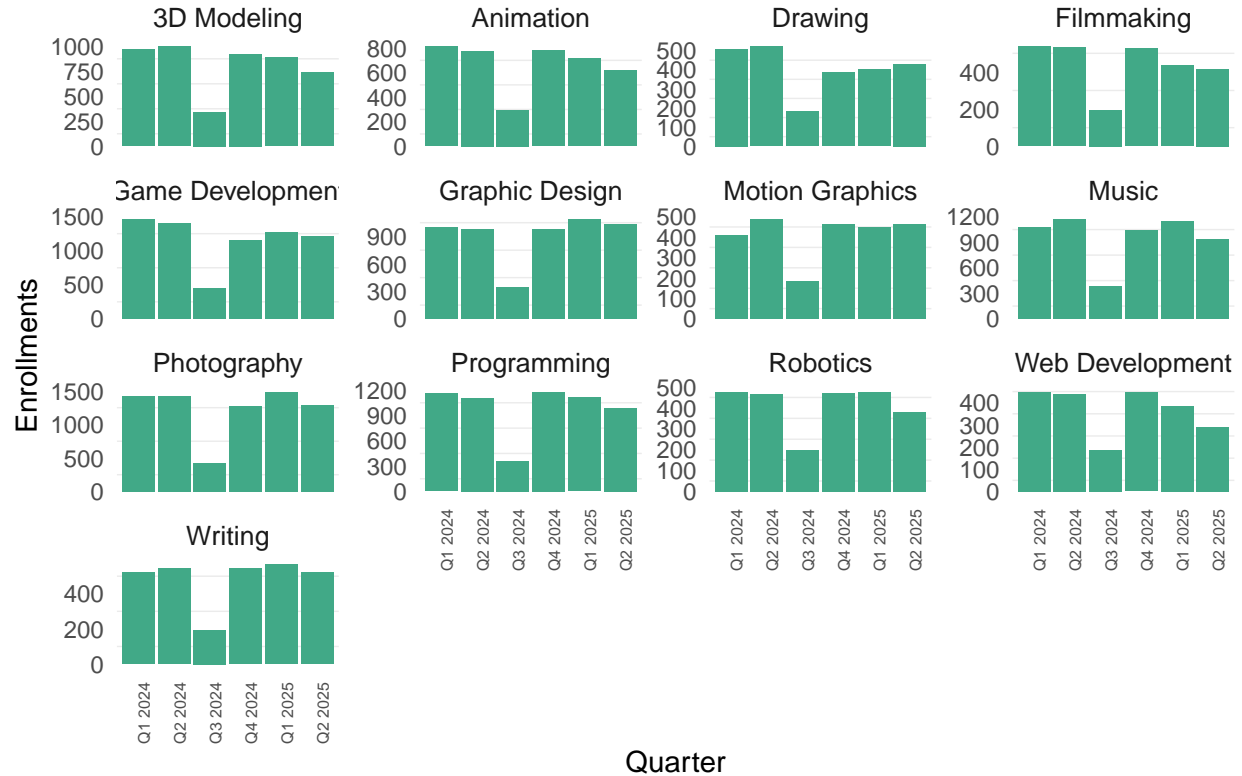 3D Modeling Animation Drawing Filmmaking
1000 750 500 250 0
800 600 400 200 0
500 400 300 200 100 0
400 200 0
Game Development Graphic Design Motion Graphics Music
1500 1000 500 0
900 600 300 0
500 400 300 200 100 0
1200 900 600 300 0
Enrollments
Photography Programming Robotics Web Development
1500 1000 500 0
1200 900 600 300 0
500 400 300 200 100 0
400 300 200 100 0
Q1 2024 Q2 2024 Q3 2024 Q4 2024 Q1 2025 Q2 2025
Q1 2024 Q2 2024 Q3 2024 Q4 2024 Q1 2025 Q2 2025
Q1 2024 Q2 2024 Q3 2024 Q4 2024 Q1 2025 Q2 2025
Writing
400 200 0
Q1 2024 Q2 2024 Q3 2024 Q4 2024 Q1 2025 Q2 2025
Quarter